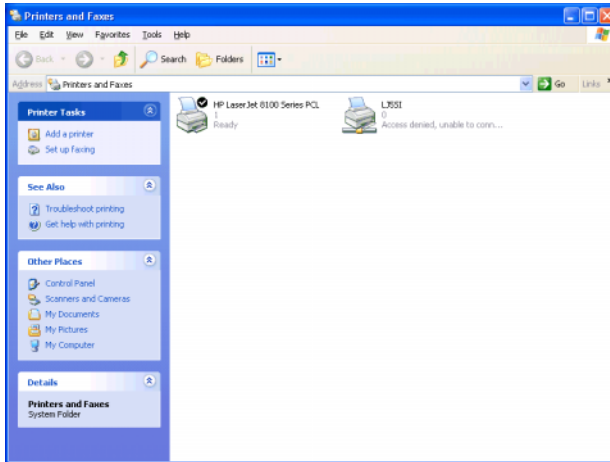 Printers and Faxes
File Edit View Favorites Tools Help
Back Search Folders
Address Printers and Faxes Go Links
Printer Tasks
Add a printer
Set up faxing
See Also
Troubleshoot printing
Get help with printing
Other Places
Control Panel
Scanners and Cameras
My Documents
My Pictures
My Computer
Details
Printers and Faxes
System Folder
HP LaserJet 8100 Series PCL
1
Ready
LJ5SI
0
Access denied, unable to conn...